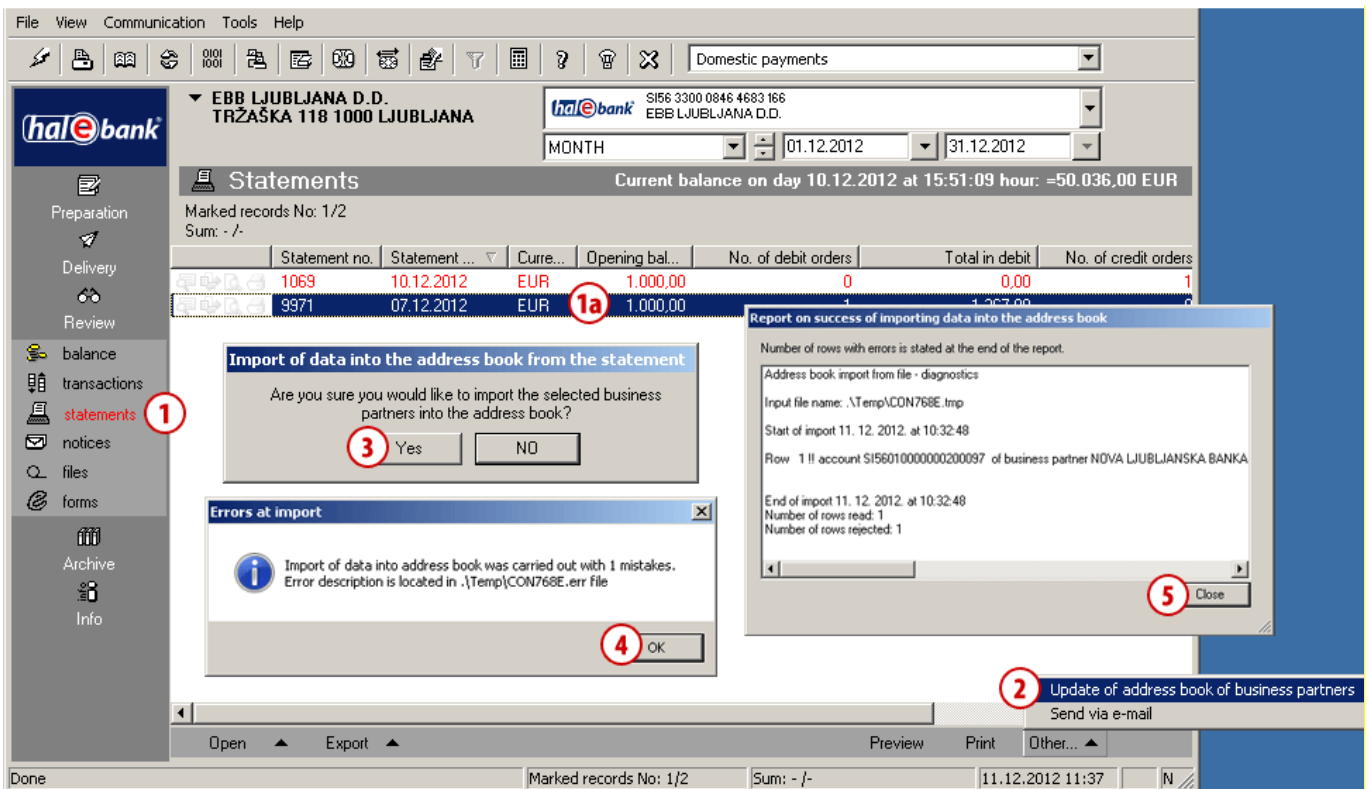 File View Communication Tools Help
Domestic payments
EBB LJUBLJANA D.D.
TRŽAŠKA 118 1000 LJUBLJANA
hal e bank
SI56 3300 0846 4683 166
EBB LJUBLJANA D.D.
hal e bank
MONTH 01.12.2012 31.12.2012
Statements Current balance on day 10.12.2012 at 15:51:09 hour: =50.036,00 EUR
Marked records No: 1/2
Sum: - /-
Statement no. Statement ... Curre... Opening bal... No. of debit orders Total in debit No. of credit orders
1069 10.12.2012 EUR 1.000,00 0 0,00 1
9971 07.12.2012 EUR 1a 1.000,00
Preparation
Delivery
Review
balance
transactions
statements 1
notices
files
forms
Archive
Info
Import of data into the address book from the statement
Are you sure you would like to import the selected business
partners into the address book?
3 Yes NO
Errors at import
Import of data into address book was carried out with 1 mistakes.
Error description is located in .\Temp\CON768E.err file
4 OK
Report on success of importing data into the address book
Number of rows with errors is stated at the end of the report.
Address book import from file - diagnostics
Input file name: .\Temp\CON768E.tmp
Start of import 11. 12. 2012. at 10:32:48
Row 1 !! account SI56010000000200097 of business partner NOVA LJUBLJANSKA BANKA
End of import 11. 12. 2012. at 10:32:48
Number of rows read: 1
Number of rows rejected: 1
5 Close
2 Update of address book of business partners
Send via e-mail
Open Export Preview Print Other...
Done Marked records No: 1/2 Sum: - /- 11.12.2012 11:37 N